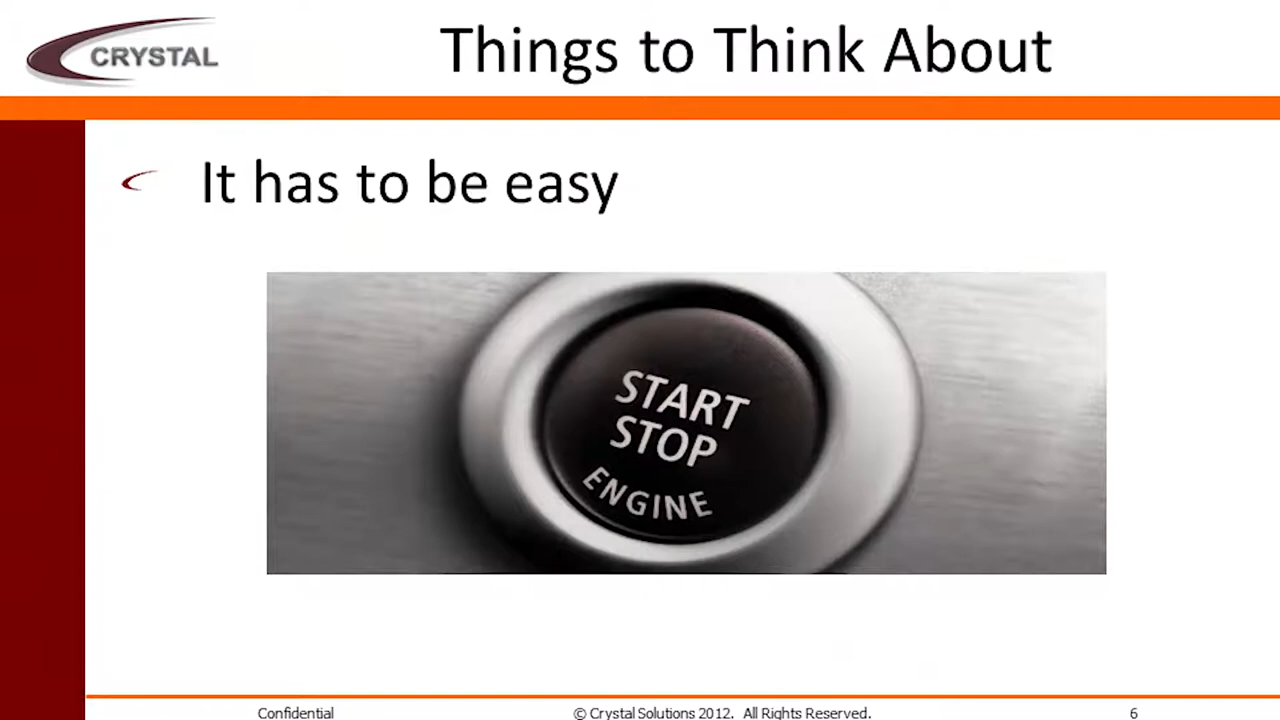 CRYSTAL
Things to Think About
It has to be easy
START
STOP
ENGINE
Confidential
© Crystal Solutions 2012. All Rights Reserved.
6